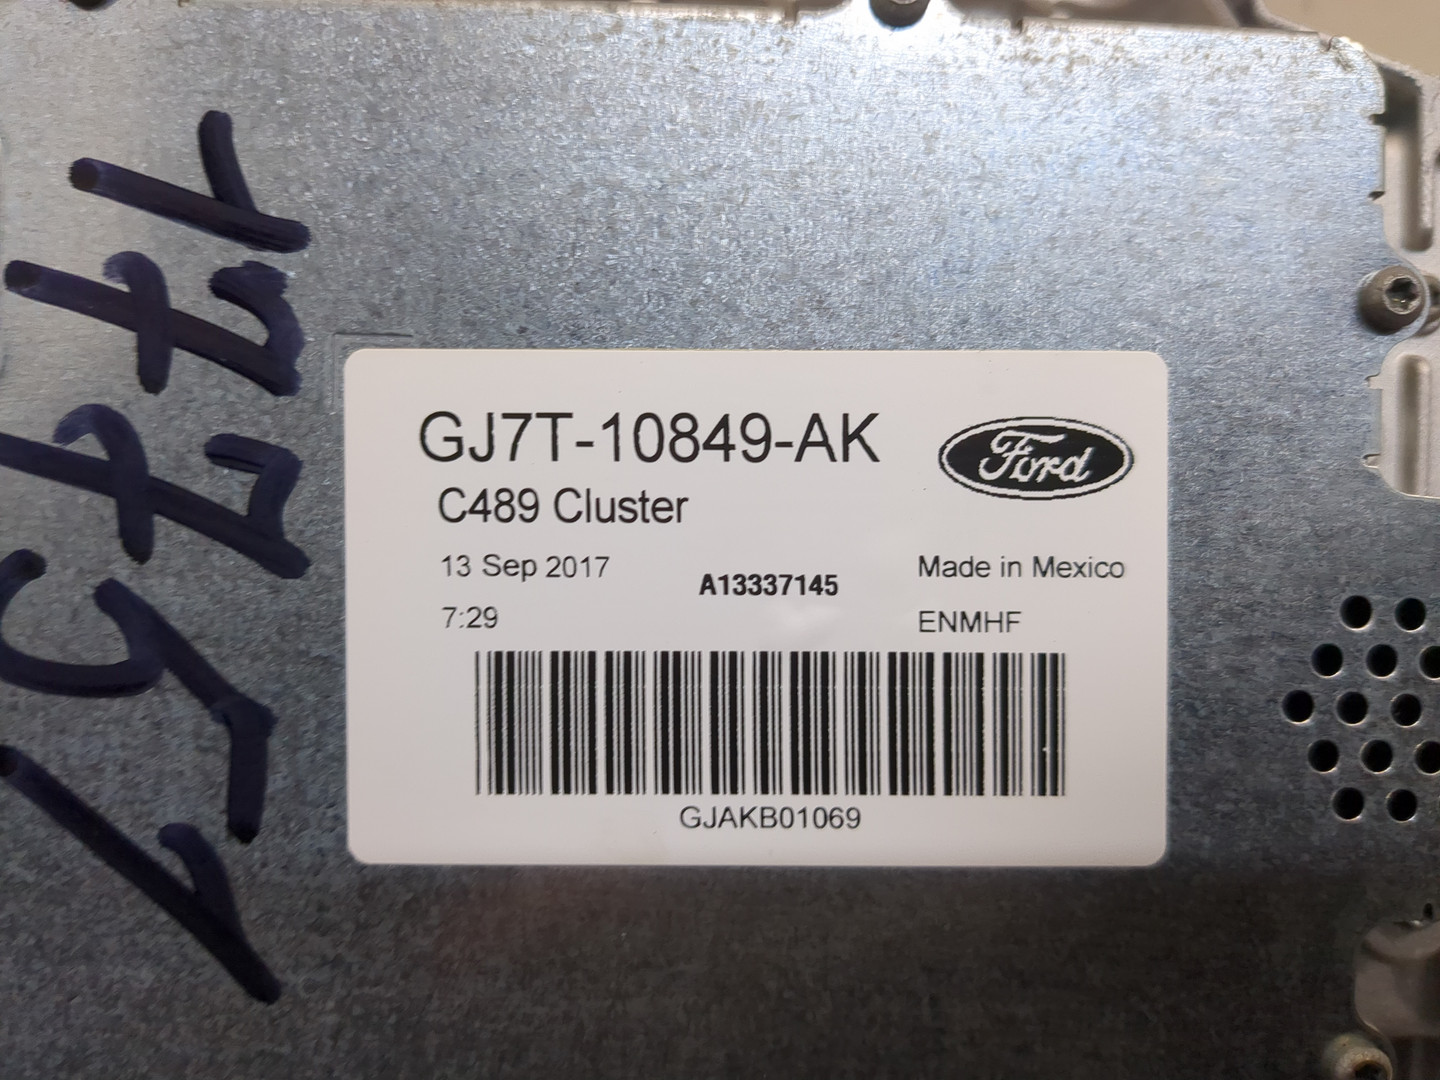 GJ7T-10849-AK
Ford
C489 Cluster
13 Sep 2017
A13337145
Made in Mexico
7:29
ENMHF
GJAKB01069